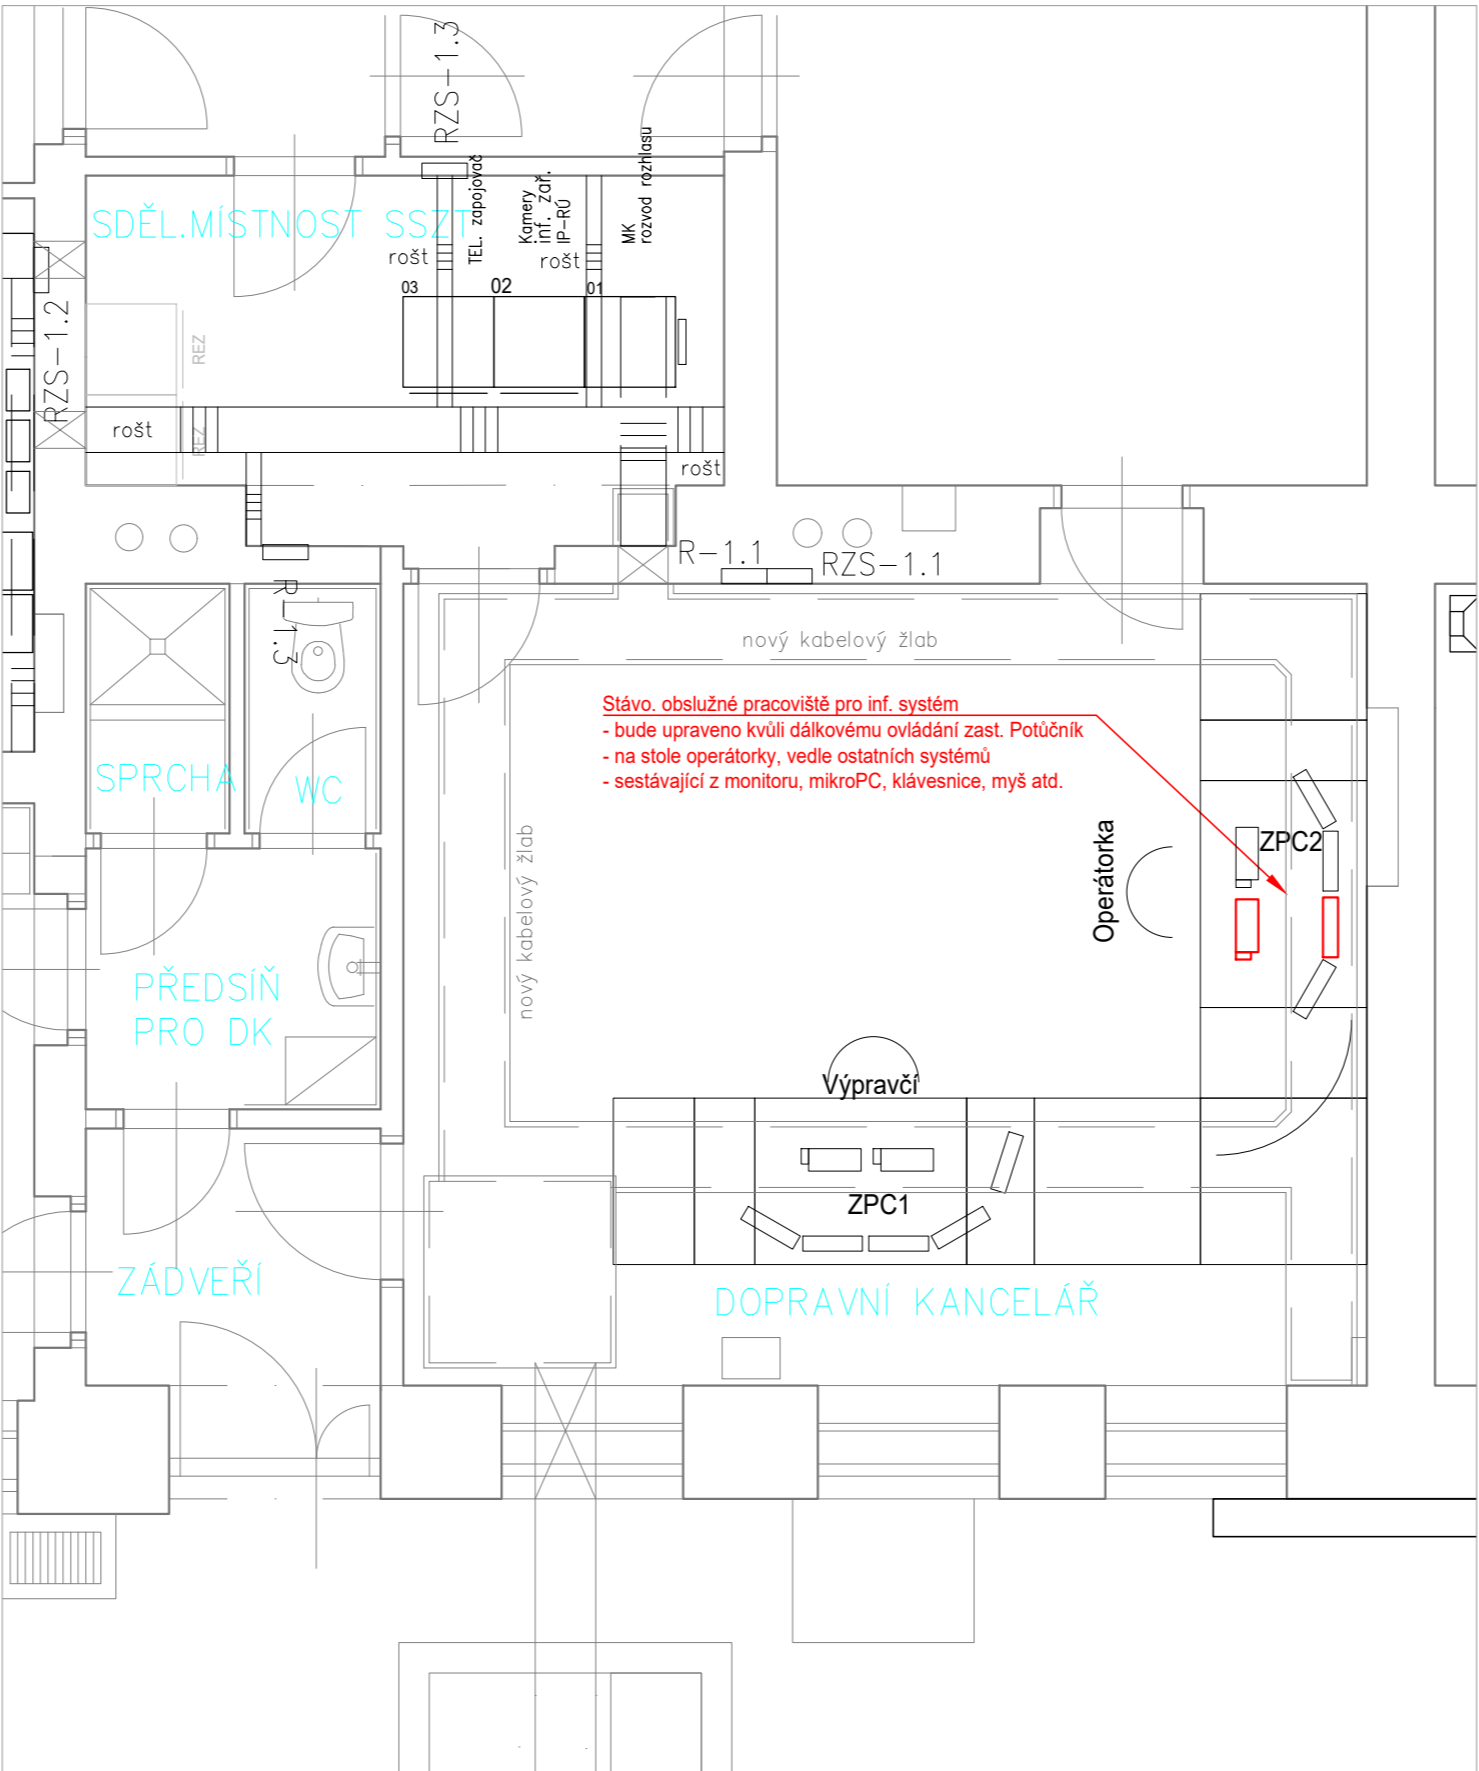 RZS-1.3
SDĚL.MÍSTNOST SSZT
TEL. zapojovač
Kamery
inf. zař.
IP-RÚ
MK
rozvod rozhlasu
rošt
rošt
03
02
01
RZS-1.2
REZ
rošt
REZ
rošt
R-1.1
RZS-1.1
R-1.3
nový kabelový žlab
Stávo. obslužné pracoviště pro inf. systém
- bude upraveno kvůli dálkovému ovládání zast. Potůčník
- na stole operátorky, vedle ostatních systémů
- sestávající z monitoru, mikroPC, klávesnice, myš atd.
SPRCHA
WC
nový kabelový žlab
Operátorka
ZPC2
PŘEDSÍŇ
PRO DK
Výpravčí
ZPC1
ZÁDVEŘÍ
DOPRAVNÍ KANCELÁŘ